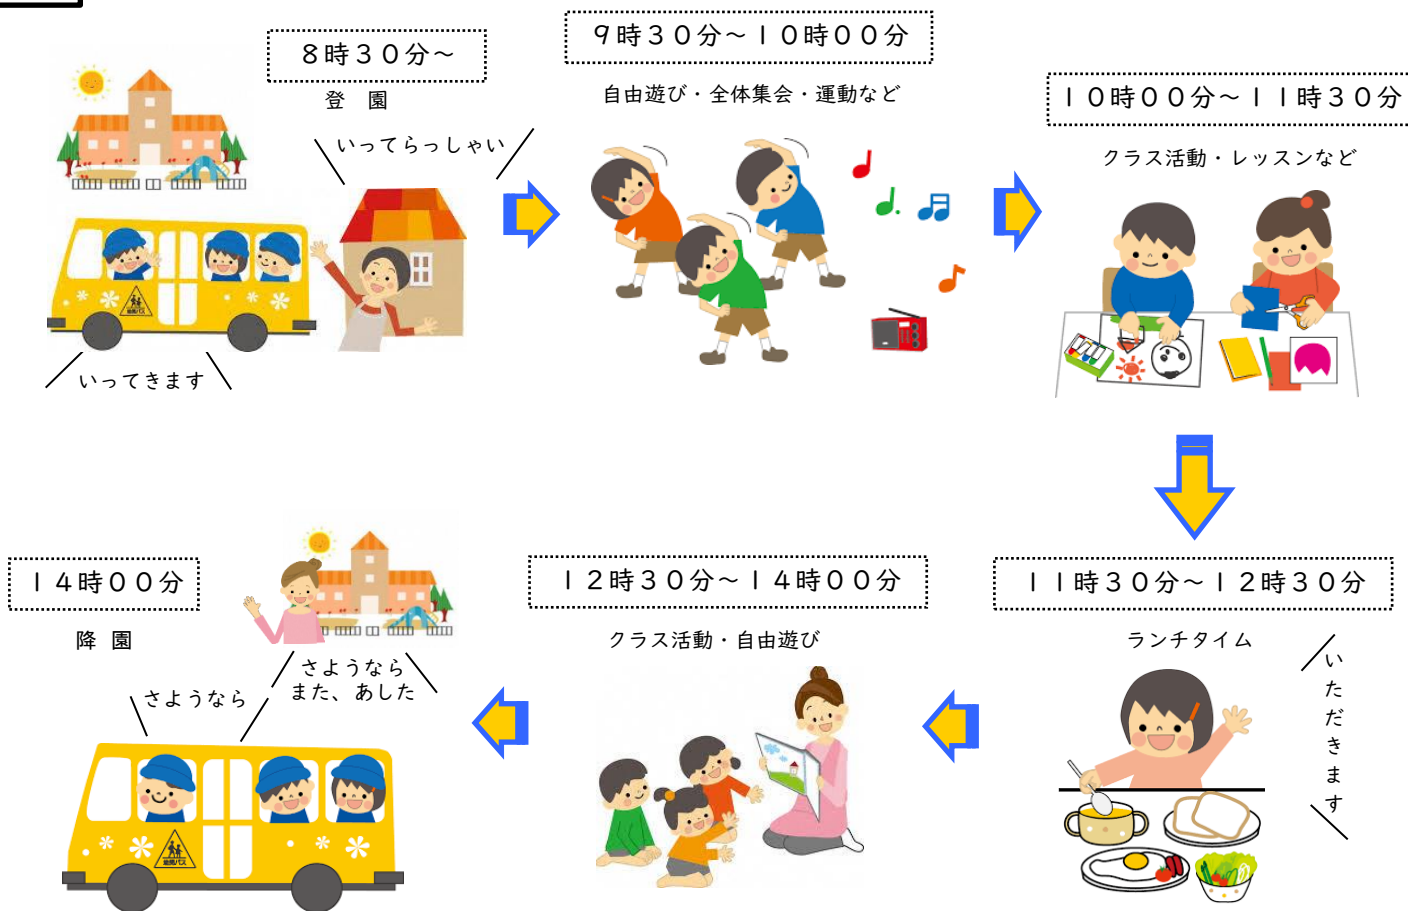 ８時３０分～
登 園
いってらっしゃい
いってきます
９時３０分～１０時００分
自由遊び・全体集会・運動など
１０時００分～１１時３０分
クラス活動・レッスンなど
１１時３０分～１２時３０分
ランチタイム
いただきます
１２時３０分～１４時００分
クラス活動・自由遊び
１４時００分
降 園
さようなら
また、あした
さようなら
幼児バス